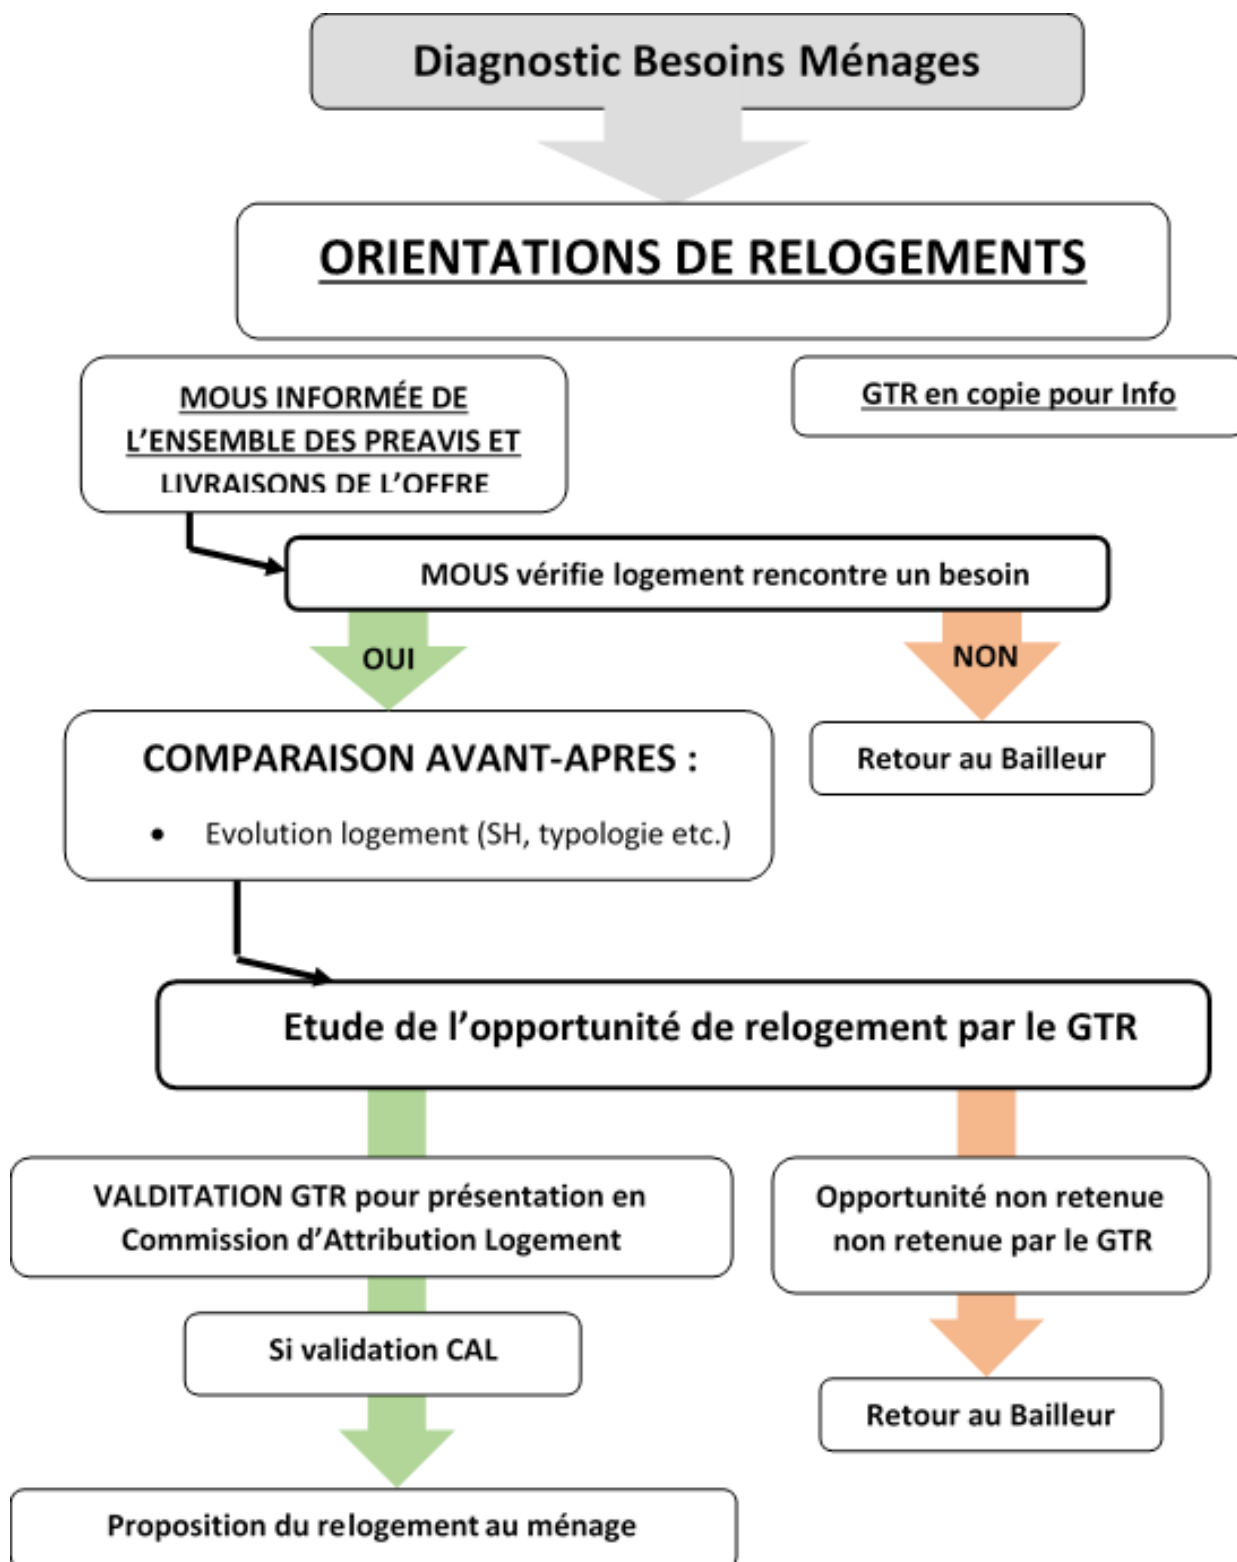 Diagnostic Besoins Ménages
ORIENTATIONS DE RELOGEMENTS
MOUS INFORMÉE DE
L’ENSEMBLE DES PREAVIS ET
LIVRAISONS DE L’OFFRE
GTR en copie pour Info
MOUS vérifie logement rencontre un besoin
OUI
NON
COMPARAISON AVANT-APRES :
• Evolution logement (SH, typologie etc.)
Retour au Bailleur
Etude de l’opportunité de relogement par le GTR
VALDITATION GTR pour présentation en
Commission d’Attribution Logement
Opportunité non retenue
non retenue par le GTR
Si validation CAL
Retour au Bailleur
Proposition du relogement au ménage